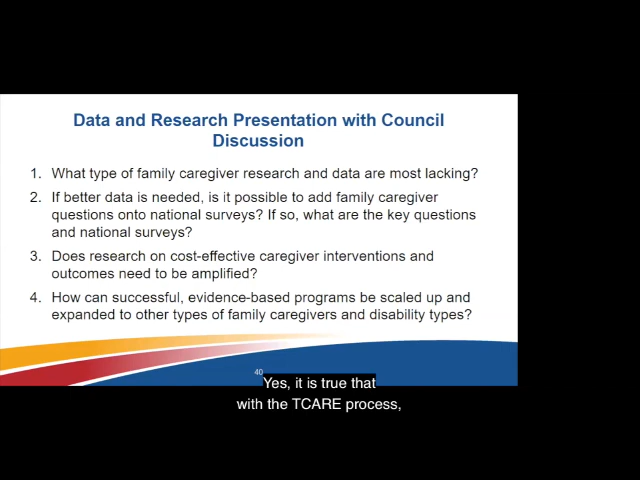 Data and Research Presentation with Council
Discussion
1. What type of family caregiver research and data are most lacking?
2. If better data is needed, is it possible to add family caregiver
questions onto national surveys? If so, what are the key questions
and national surveys?
3. Does research on cost-effective caregiver interventions and
outcomes need to be amplified?
4. How can successful, evidence-based programs be scaled up and
expanded to other types of family caregivers and disability types?
40
Yes, it is true that
with the TCARE process,